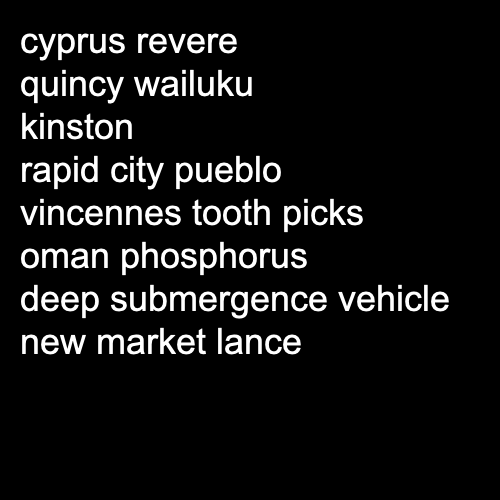 cyprus revere
quincy wailuku
kinston
rapid city pueblo
vincennes tooth picks
oman phosphorus
deep submergence vehicle
new market lance